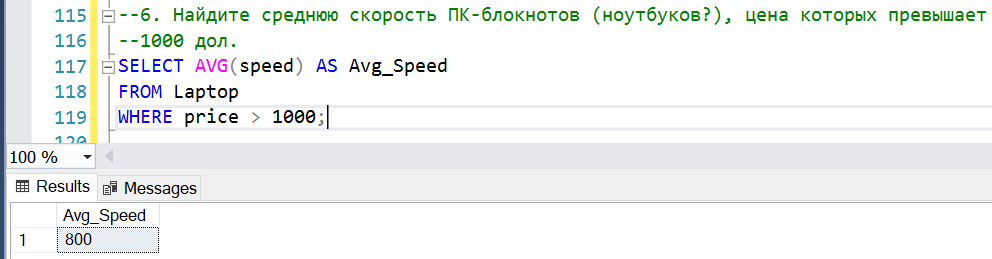 115 --6. Найдите среднюю скорость ПК-блокнотов (ноутбуков?), цена которых превышает
116 --1000 дол.
117 SELECT AVG(speed) AS Avg_Speed
118 FROM Laptop
119 WHERE price > 1000;
120
100 %
Results Messages
Avg_Speed
1 800